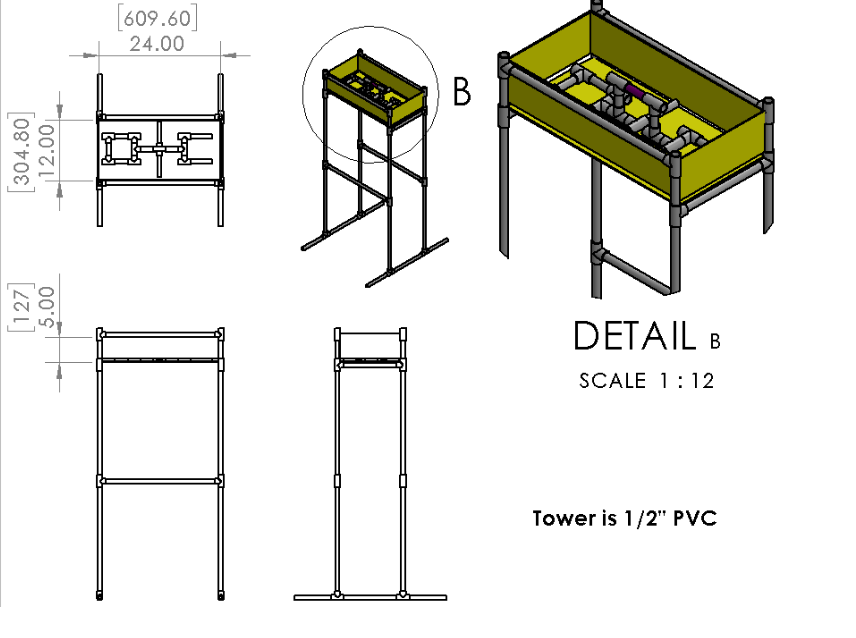 [609.60]
24.00
[304.80]
12.00
B
DETAIL B
SCALE 1 : 12
[127]
5.00
Tower is 1/2" PVC